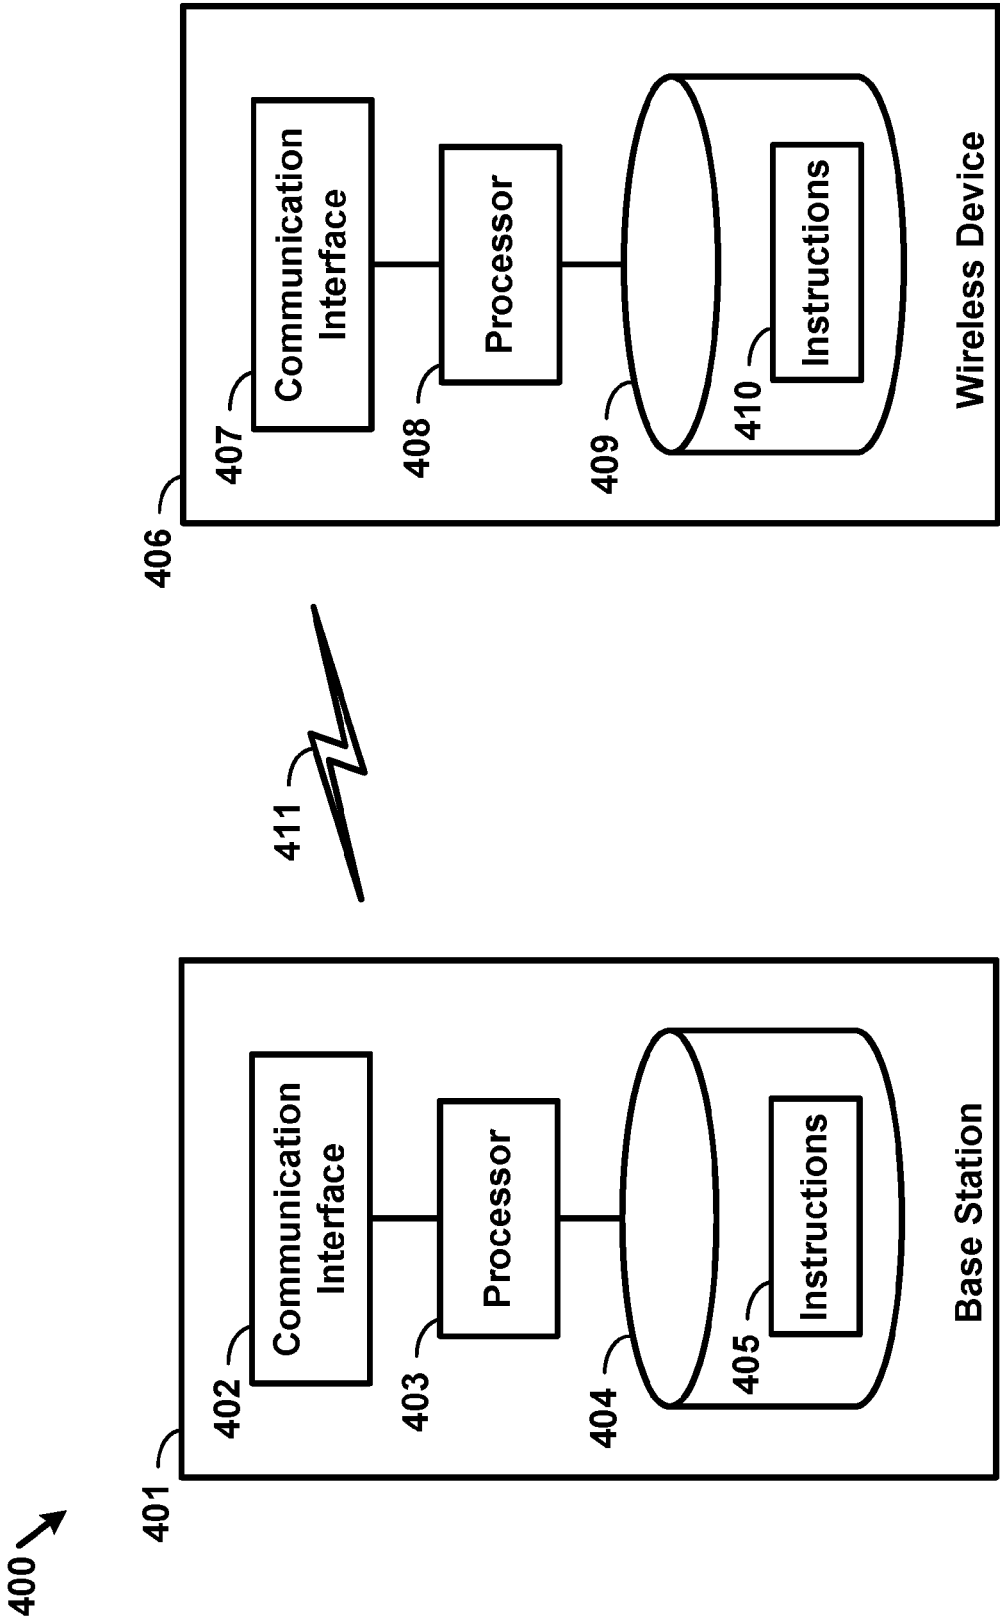 400
401
402
Communication
Interface
403
Processor
404
405
Instructions
Base Station
411
406
407
Communication
Interface
408
Processor
409
410
Instructions
Wireless Device